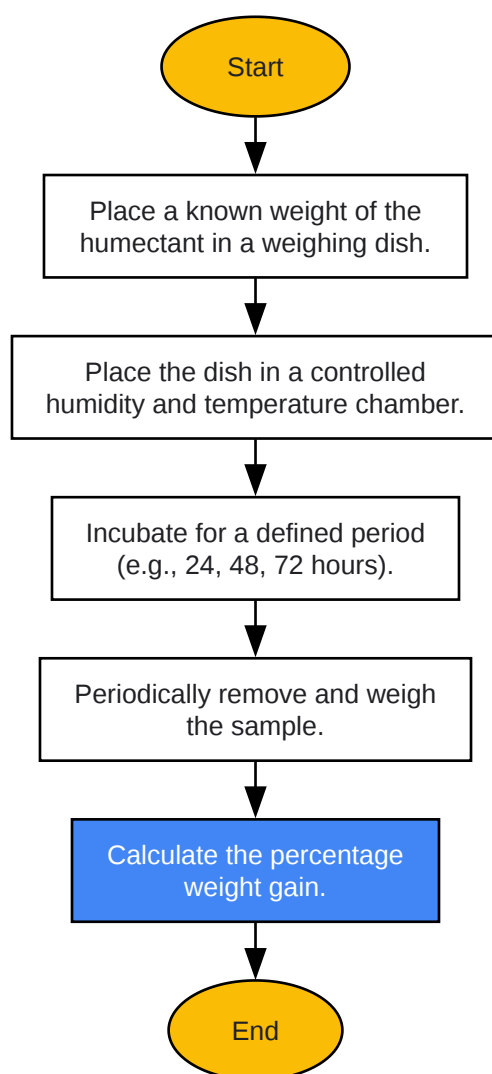 Start
Place a known weight of the
humectant in a weighing dish.
Place the dish in a controlled
humidity and temperature chamber.
Incubate for a defined period
(e.g., 24, 48, 72 hours).
Periodically remove and weigh
the sample.
Calculate the percentage
weight gain.
End